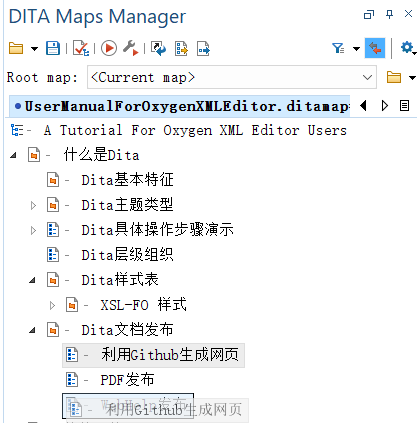 DITA Maps Manager
Root map: <Current map>
UserManualForOxygenXMLEditor.ditamap
- A Tutorial For Oxygen XML Editor Users
- 什么是Dita
- Dita基本特征
- Dita主题类型
- Dita具体操作步骤演示
- Dita层级组织
- Dita样式表
- XSL-FO 样式
- Dita文档发布
- 利用Github生成网页
- PDF发布
- 利用Github生成网页